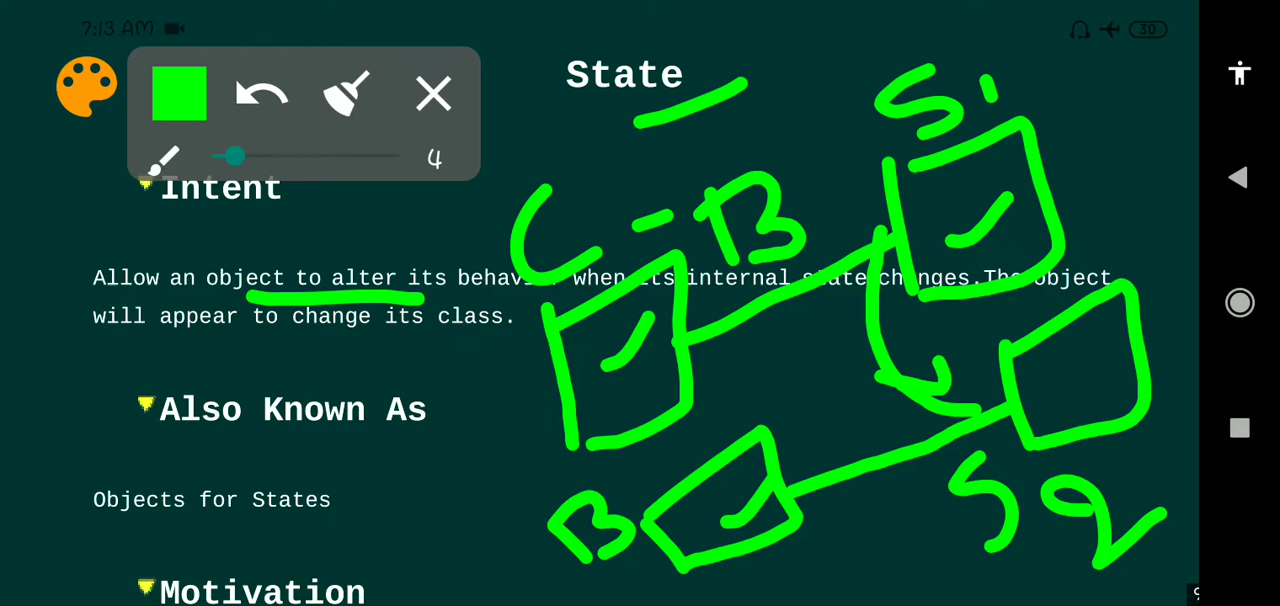 7:13 AM
30
State
4
Intent
C - B
Allow an object to alter its behavior when its internal state changes.The object
will appear to change its class.
Also Known As
Objects for States
B
Motivation